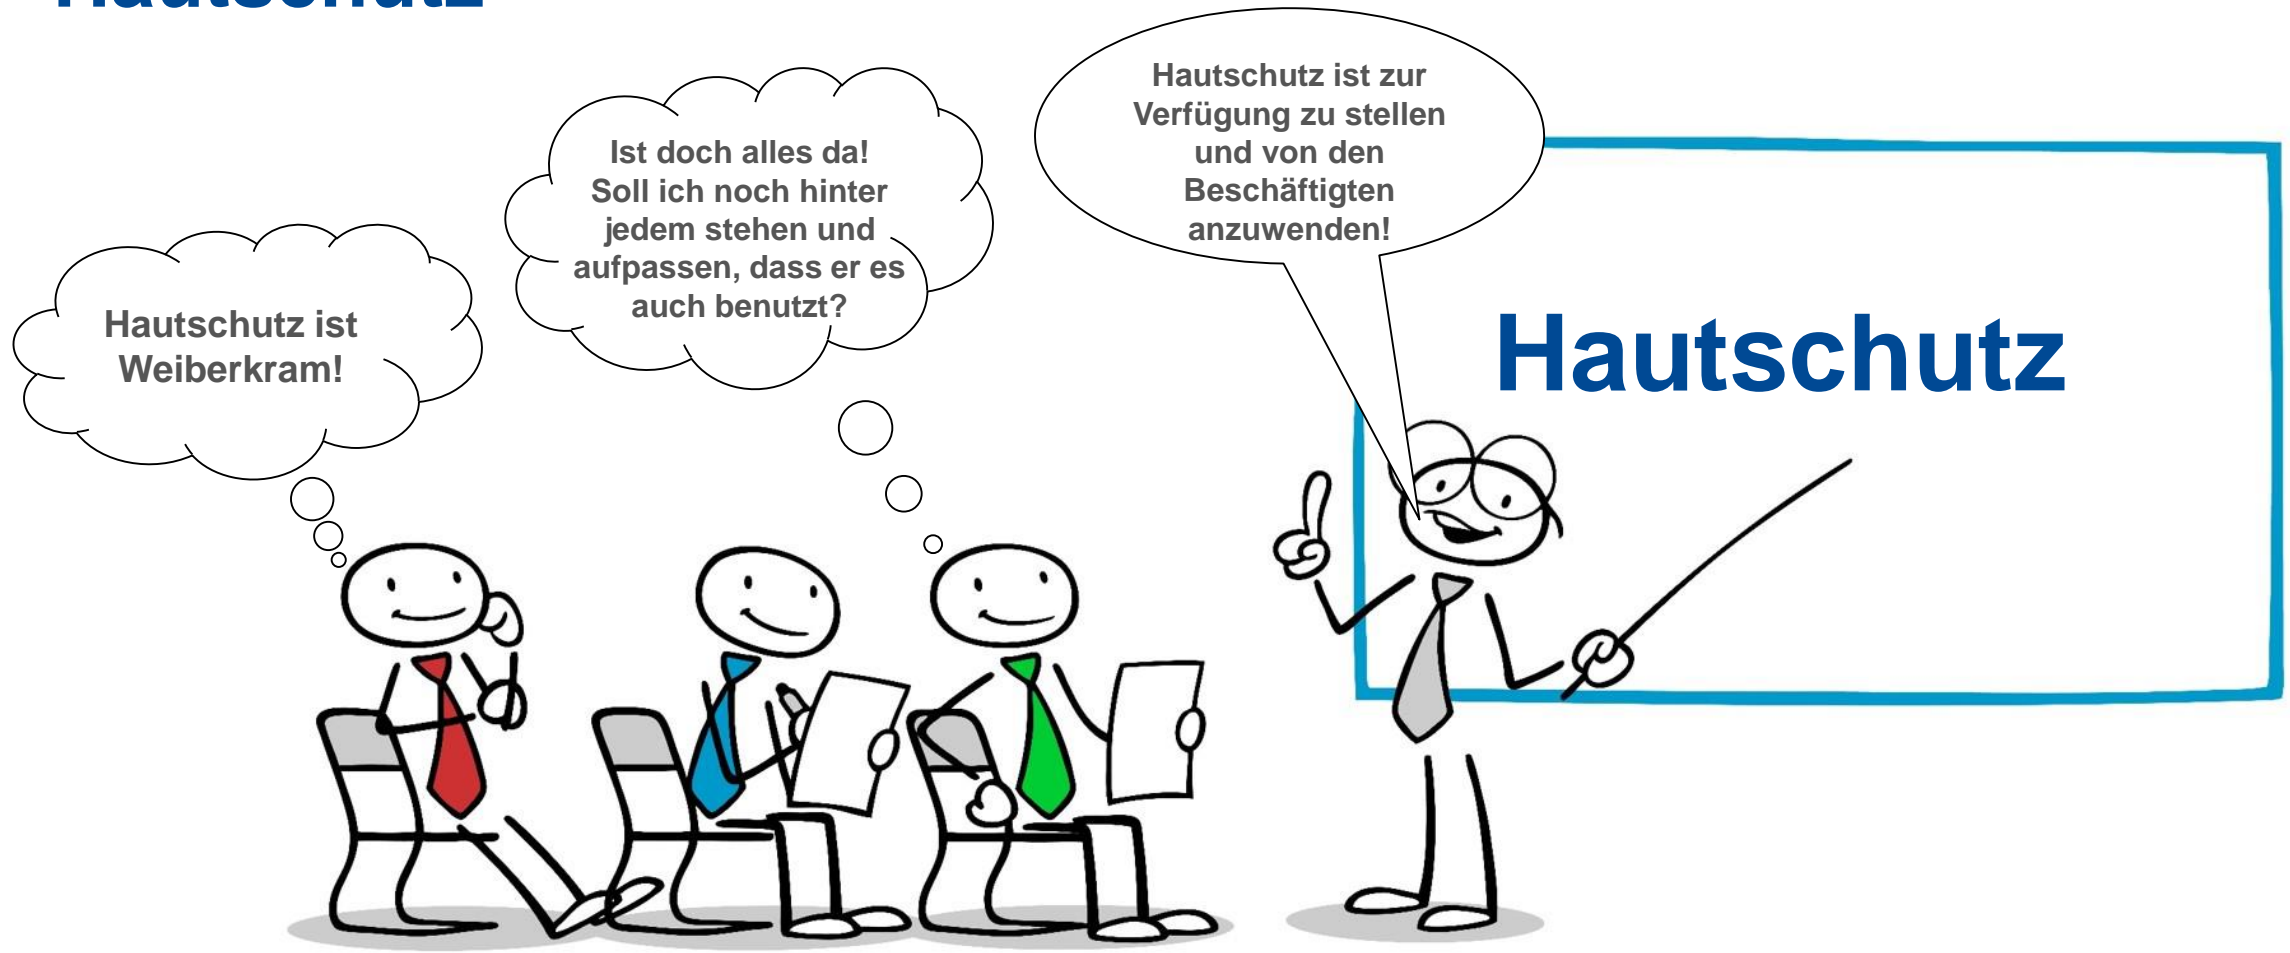 Hautschutz
Hautschutz ist zur
Verfügung zu stellen
und von den
Beschäftigten
anzuwenden!
Ist doch alles da!
Soll ich noch hinter
jedem stehen und
aufpassen, dass er es
auch benutzt?
Hautschutz ist
Weiberkram!
Hautschutz